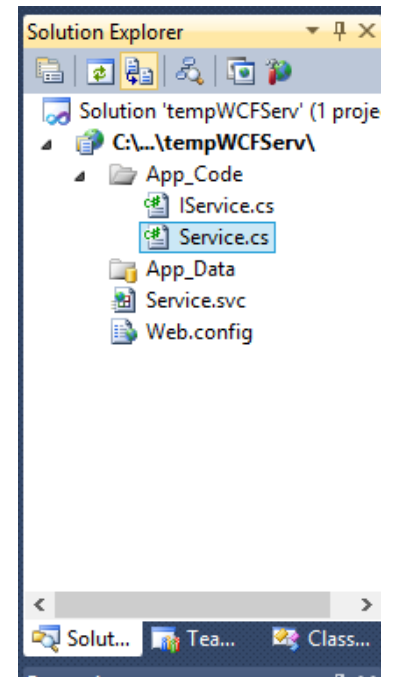 Solution Explorer
Solution 'tempWCFServ' (1 proje
C:\...\tempWCFServ\
App_Code
IService.cs
Service.cs
App_Data
Service.svc
Web.config
Solut... Tea... Class...